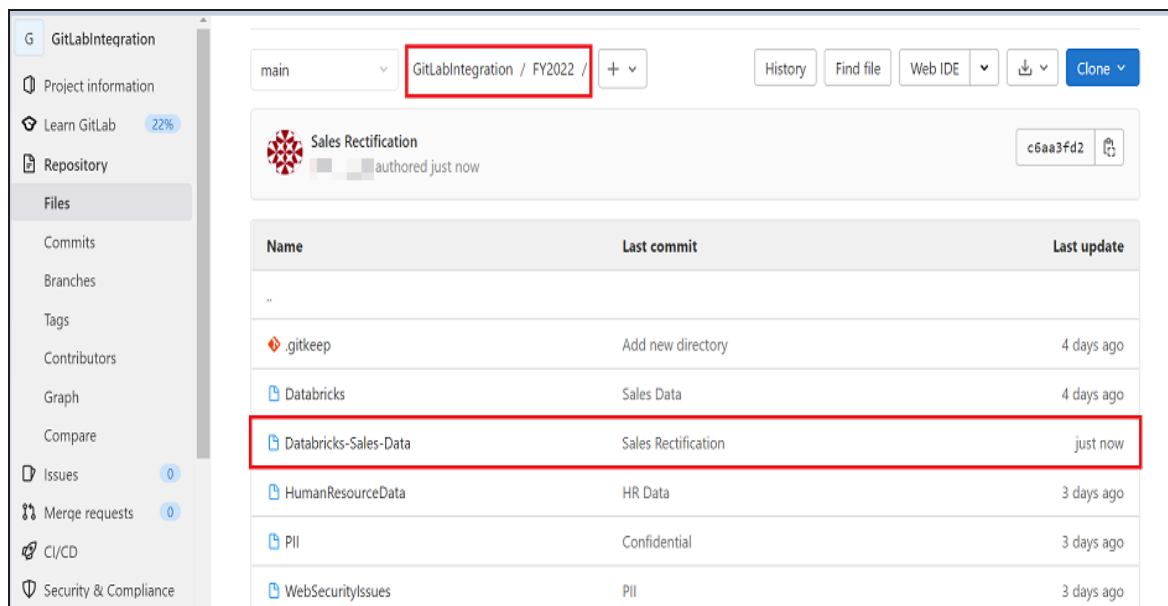 G GitLabIntegration
Project information
Learn GitLab 22%
Repository
Files
Commits
Branches
Tags
Contributors
Graph
Compare
Issues 0
Merge requests 0
CI/CD
Security & Compliance
main GitLabIntegration / FY2022 / + History Find file Web IDE Clone
Sales Rectification
authored just now
c6aa3fd2
Name Last commit Last update
..
.gitkeep Add new directory 4 days ago
Databricks Sales Data 4 days ago
Databricks-Sales-Data Sales Rectification just now
HumanResourceData HR Data 3 days ago
PII Confidential 3 days ago
WebSecurityIssues PII 3 days ago